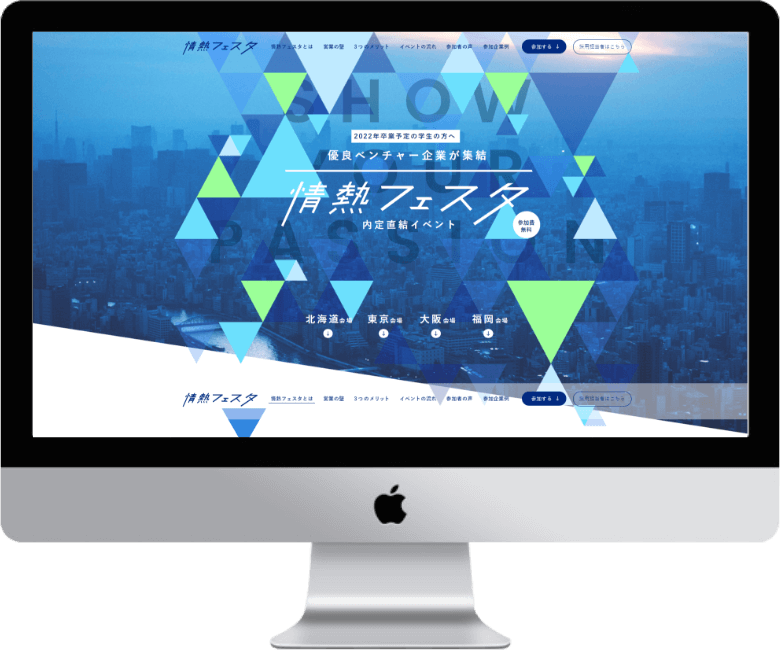 情熱フェスタ 情熱フェスタとは 営業の塾 3つのメリット イベントの流れ 参加者の声 参加企業例 参加する ↓ 採用担当者はこちら
SHOW
2022年卒業予定の学生の方へ
優良ベンチャー企業が集結
YOUR
情熱フェスタ
内定直結イベント
参加費
無料
PASSION
北海道会場 東京会場 大阪会場 福岡会場
情熱フェスタ 情熱フェスタとは 営業の塾 3つのメリット イベントの流れ 参加者の声 参加企業例 参加する ↓ 採用担当者はこちら